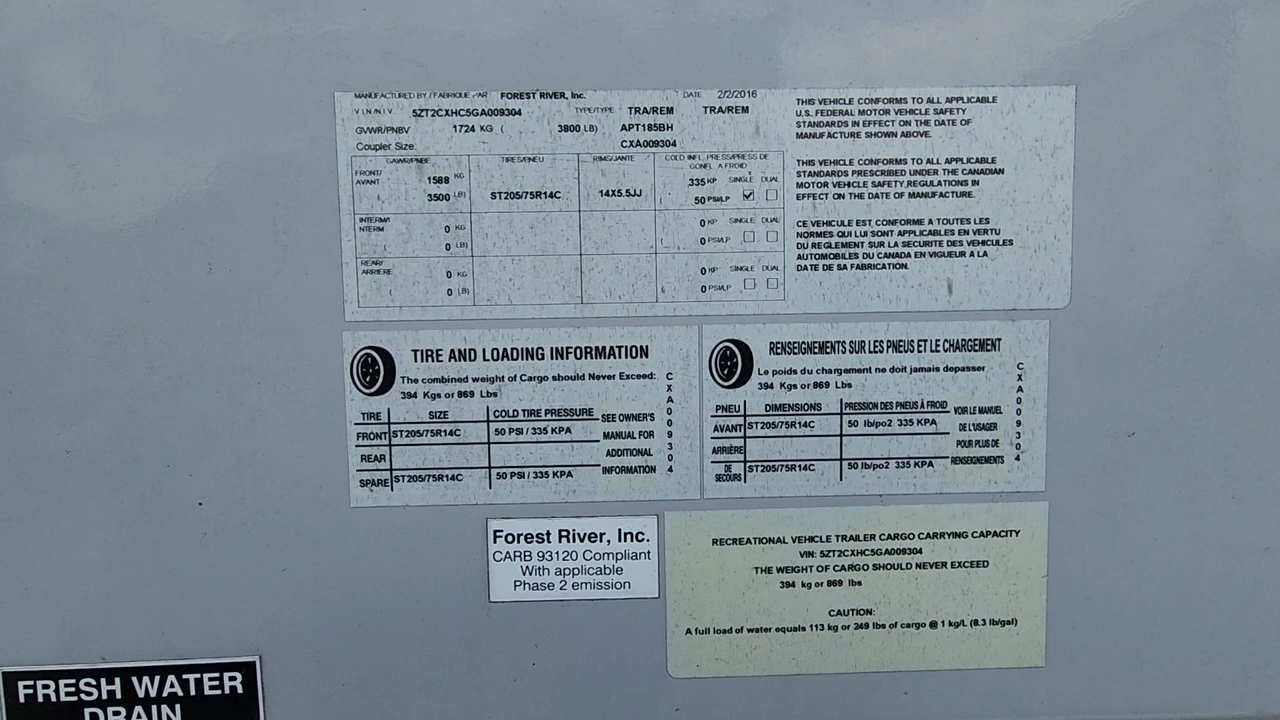 MANUFACTURED BY / FABRIQUE PAR FOREST RIVER, Inc. DATE 2/2/2016
V I N./N I V. 5ZT2CXHC5GA009304 TYPE/TYPE TRA/REM TRA/REM
GVWR/PNBV 1724 KG ( 3800 LB) APT185BH
Coupler Size: CXA009304
GAWR/PNBE TIRES/PNEU RIMS/JANTE COLD INFL. PRESS/PRESS DE GONFL. A FROID
FRONT/ AVANT 1588 KG 335 KP SINGLE DUAL
3500 LB) ST205/75R14C 14X5.5JJ ( 50 PSI/LP
INTERM/ INTERM 0 KG 0 KP SINGLE DUAL
( 0 LB) ( 0 PSI/LP
REAR/ ARRIERE 0 KG 0 KP SINGLE DUAL
( 0 LB) 0 PSI/LP
THIS VEHICLE CONFORMS TO ALL APPLICABLE
U.S. FEDERAL MOTOR VEHICLE SAFETY
STANDARDS IN EFFECT ON THE DATE OF
MANUFACTURE SHOWN ABOVE.
THIS VEHICLE CONFORMS TO ALL APPLICABLE
STANDARDS PRESCRIBED UNDER THE CANADIAN
MOTOR VEHICLE SAFETY REGULATIONS IN
EFFECT ON THE DATE OF MANUFACTURE.
CE VEHICULE EST CONFORME A TOUTES LES
NORMES QUI LUI SONT APPLICABLES EN VERTU
DU REGLEMENT SUR LA SECURITE DES VEHICULES
AUTOMOBILES DU CANADA EN VIGUEUR A LA
DATE DE SA FABRICATION.
TIRE AND LOADING INFORMATION
The combined weight of Cargo should Never Exceed:
394 Kgs or 869 Lbs
TIRE SIZE COLD TIRE PRESSURE
FRONT ST205/75R14C 50 PSI / 335 KPA
REAR
SPARE ST205/75R14C 50 PSI / 335 KPA
SEE OWNER'S
MANUAL FOR
ADDITIONAL
INFORMATION
CXA009304
RENSEIGNEMENTS SUR LES PNEUS ET LE CHARGEMENT
Le poids du chargement ne doit jamais depasser
394 Kgs or 869 Lbs
PNEU DIMENSIONS PRESSION DES PNEUS À FROID
AVANT ST205/75R14C 50 lb/po2 335 KPA
ARRIÈRE
DE SECOURS ST205/75R14C 50 lb/po2 335 KPA
VOIR LE MANUEL
DE L'USAGER
POUR PLUS DE
RENSEIGNEMENTS
CXA009304
Forest River, Inc.
CARB 93120 Compliant
With applicable
Phase 2 emission
RECREATIONAL VEHICLE TRAILER CARGO CARRYING CAPACITY
VIN: 5ZT2CXHC5GA009304
THE WEIGHT OF CARGO SHOULD NEVER EXCEED
394 kg or 869 lbs
CAUTION:
A full load of water equals 113 kg or 249 lbs of cargo @ 1 kg/L (8.3 lb/gal)
FRESH WATER
DRAIN